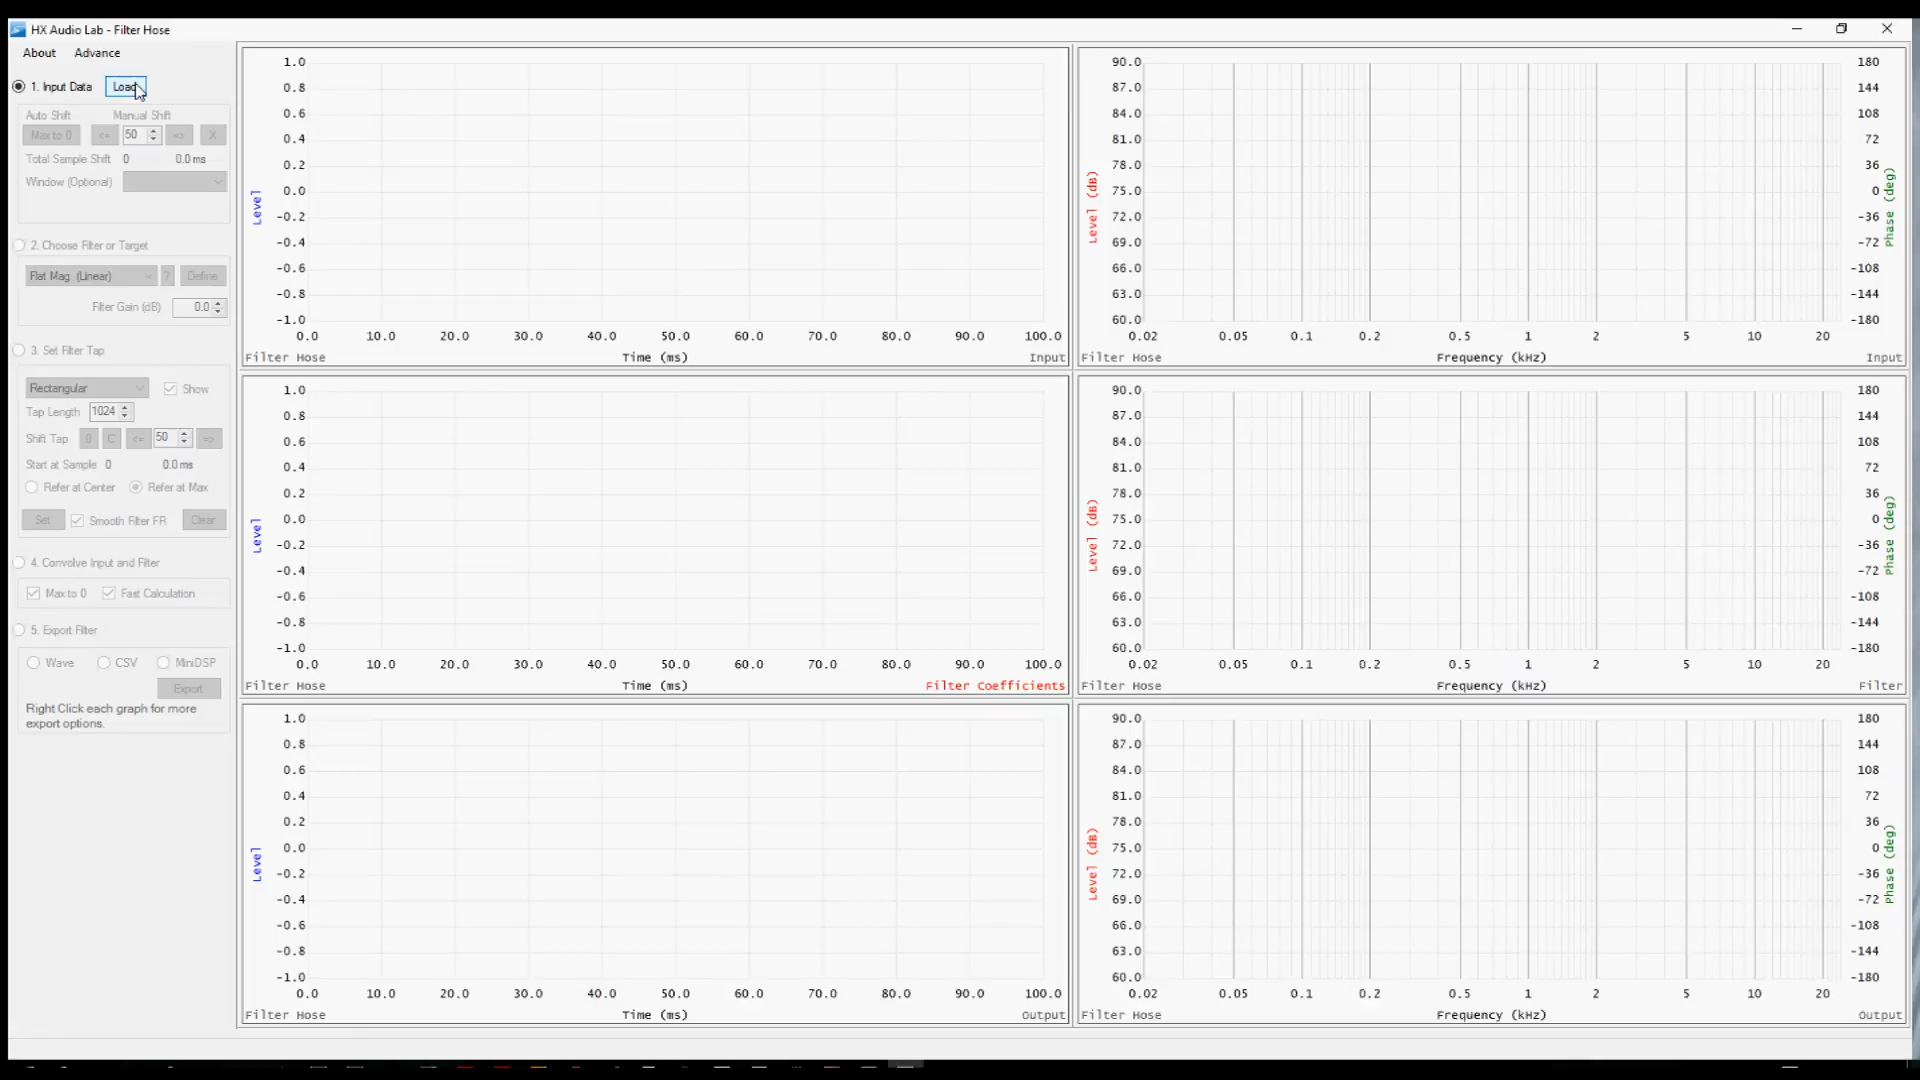 HX Audio Lab - Filter Hose
About Advance
1. Input Data Load
Auto Shift Manual Shift
Max to 0 <= 50 => X
Total Sample Shift 0 0.0 ms
Window (Optional)
2. Choose Filter or Target
Flat Mag (Linear) ? Define
Filter Gain (dB) 0.0
3. Set Filter Tap
Rectangular Show
Tap Length 1024
Shift Tap 0 C <= 50 =>
Start at Sample 0 0.0 ms
Refer at Center Refer at Max
Set Smooth Filter FR Clear
4. Convolve Input and Filter
Max to 0 Fast Calculation
5. Export Filter
Wave CSV MiniDSP
Export
Right Click each graph for more
export options.
1.0
0.8
0.6
0.4
0.2
0.0
-0.2
-0.4
-0.6
-0.8
-1.0
Level
0.0 10.0 20.0 30.0 40.0 50.0 60.0 70.0 80.0 90.0 100.0
Filter Hose Time (ms) Input
90.0 180
87.0 144
84.0 108
81.0 72
78.0 36
75.0 0
72.0 -36
69.0 -72
66.0 -108
63.0 -144
60.0 -180
Level (dB)
Phase (deg)
0.02 0.05 0.1 0.2 0.5 1 2 5 10 20
Filter Hose Frequency (kHz) Input
1.0
0.8
0.6
0.4
0.2
0.0
-0.2
-0.4
-0.6
-0.8
-1.0
Level
0.0 10.0 20.0 30.0 40.0 50.0 60.0 70.0 80.0 90.0 100.0
Filter Hose Time (ms) Filter Coefficients
90.0 180
87.0 144
84.0 108
81.0 72
78.0 36
75.0 0
72.0 -36
69.0 -72
66.0 -108
63.0 -144
60.0 -180
Level (dB)
Phase (deg)
0.02 0.05 0.1 0.2 0.5 1 2 5 10 20
Filter Hose Frequency (kHz) Filter
1.0
0.8
0.6
0.4
0.2
0.0
-0.2
-0.4
-0.6
-0.8
-1.0
Level
0.0 10.0 20.0 30.0 40.0 50.0 60.0 70.0 80.0 90.0 100.0
Filter Hose Time (ms) Output
90.0 180
87.0 144
84.0 108
81.0 72
78.0 36
75.0 0
72.0 -36
69.0 -72
66.0 -108
63.0 -144
60.0 -180
Level (dB)
Phase (deg)
0.02 0.05 0.1 0.2 0.5 1 2 5 10 20
Filter Hose Frequency (kHz) Output